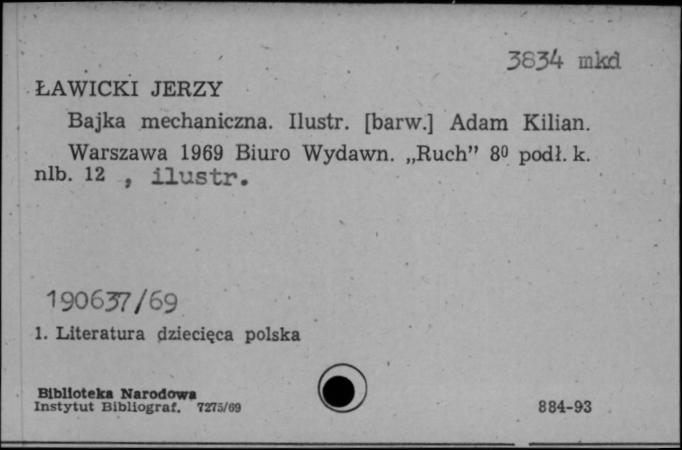 3834 mkd
ŁAWICKI JERZY
Bajka mechaniczna. Ilustr. [barw.] Adam Kilian.
Warszawa 1969 Biuro Wydawn. „Ruch” 8⁰ podł. k.
nlb. 12 , ilustr.
190637/69
1. Literatura dziecięca polska
Biblioteka Narodowa
Instytut Bibliograf. 7275/69
884-93